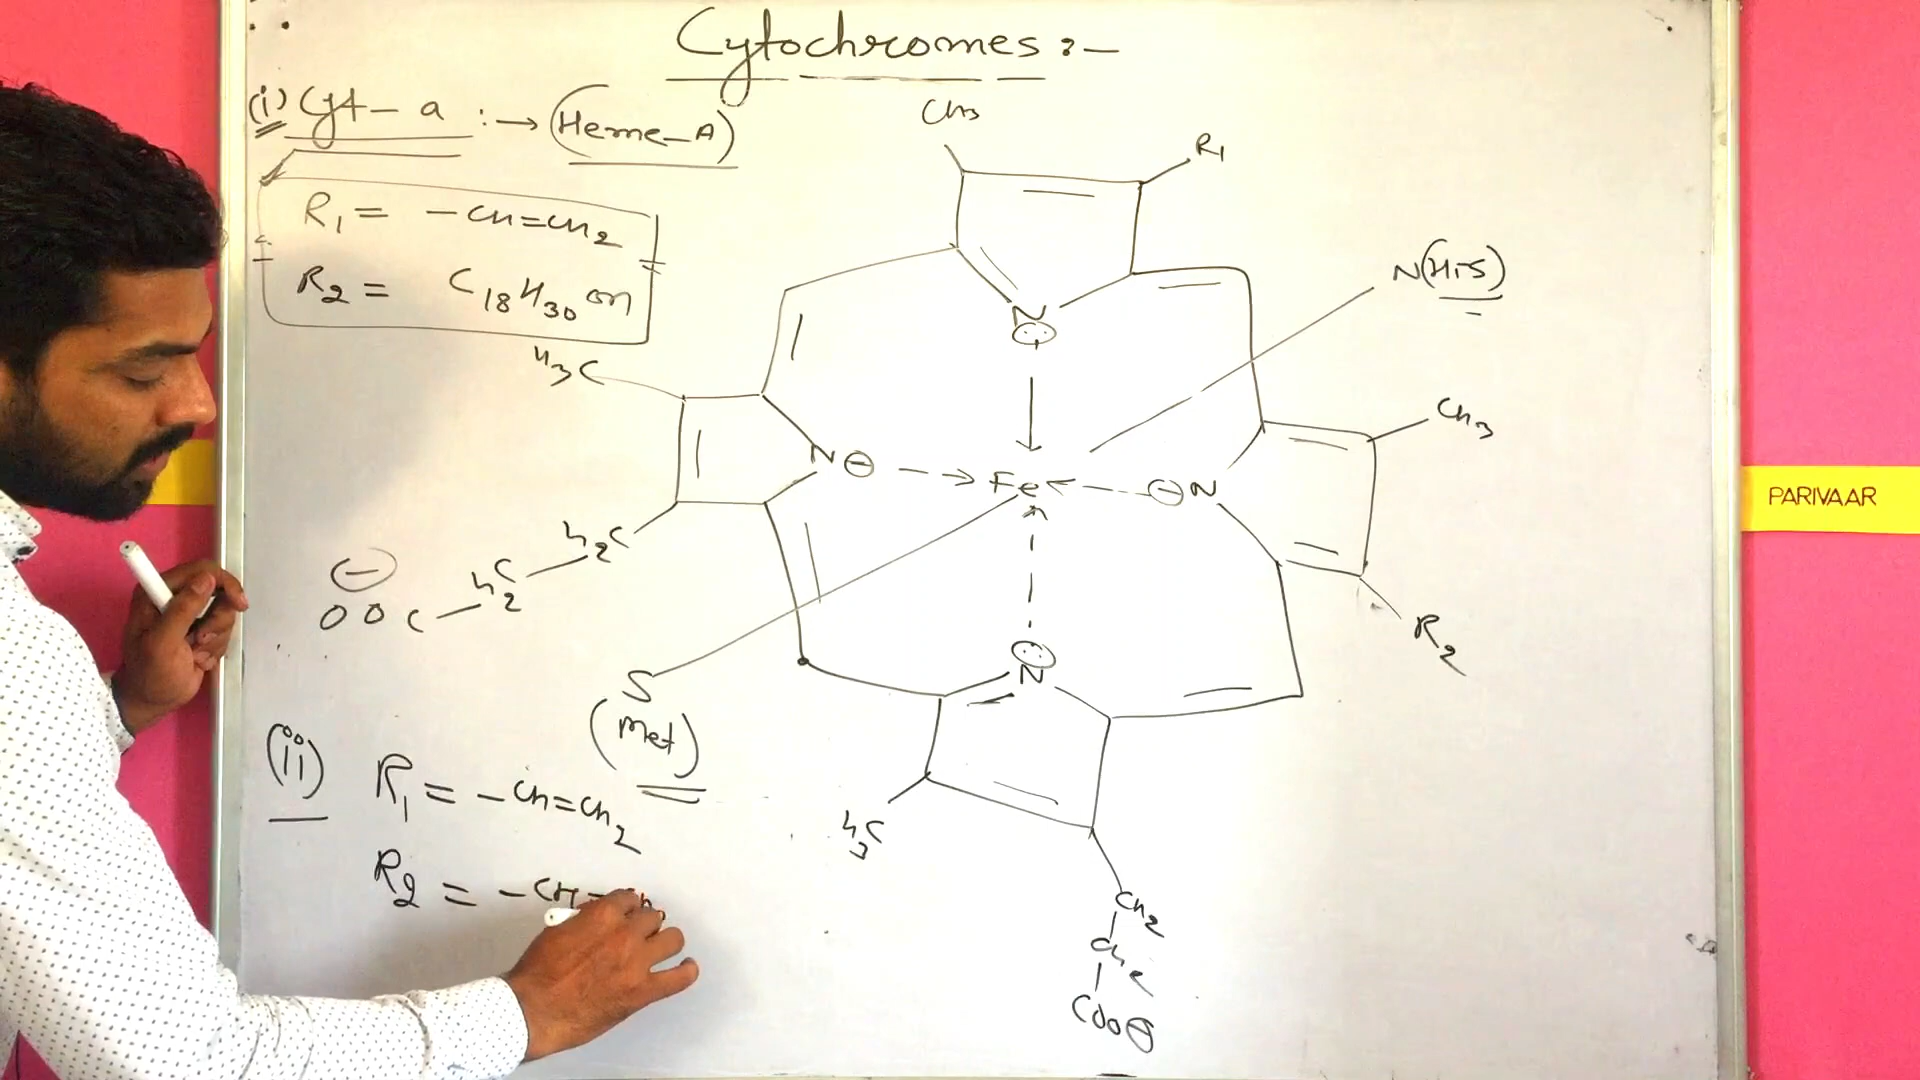 Cytochromes :-
(i) Cyt - a : → (Heme-A)
R1 = -CH=CH2
R2 = C18H30OH
CH3
R1
N(His)
N
H3C
CH3
N⊖ → Fe ← ⊖N
H2C
H2C
⊖
OOC
R2
N
S
(Met)
(ii) R1 = -CH=CH2
R2 = -CH
H3C
CH2
CH2
COO⊖
PARIVAAR